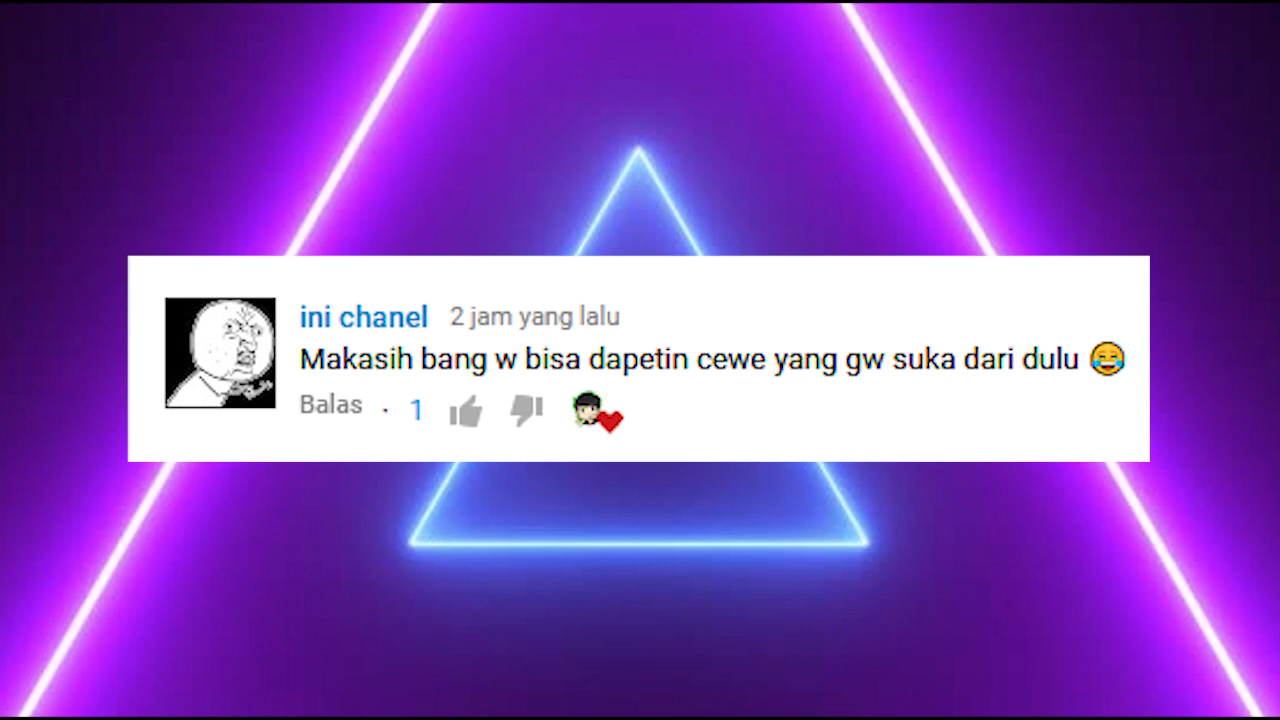 ini chanel 2 jam yang lalu
Makasih bang w bisa dapetin cewe yang gw suka dari dulu 😂
Balas . 1